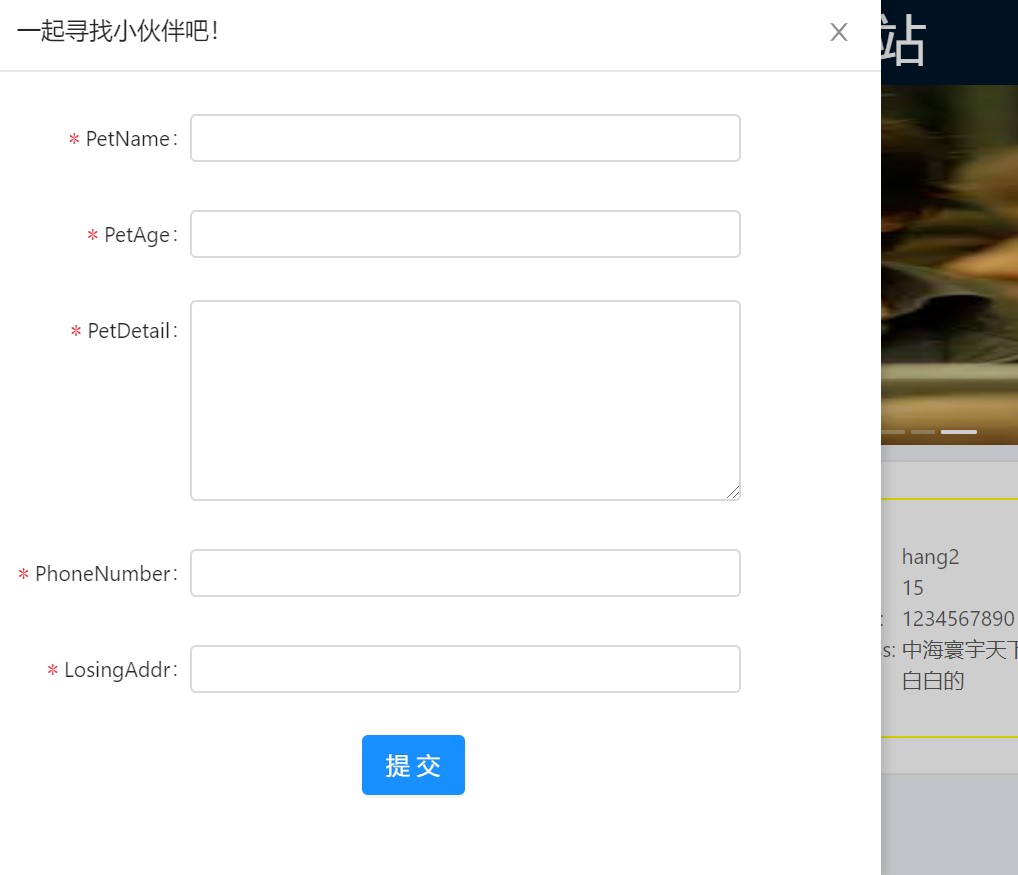 一起寻找小伙伴吧！
站
* PetName:
* PetAge:
* PetDetail:
* PhoneNumber:
* LosingAddr:
提 交
hang2
15
: 1234567890
s: 中海寰宇天下
白白的